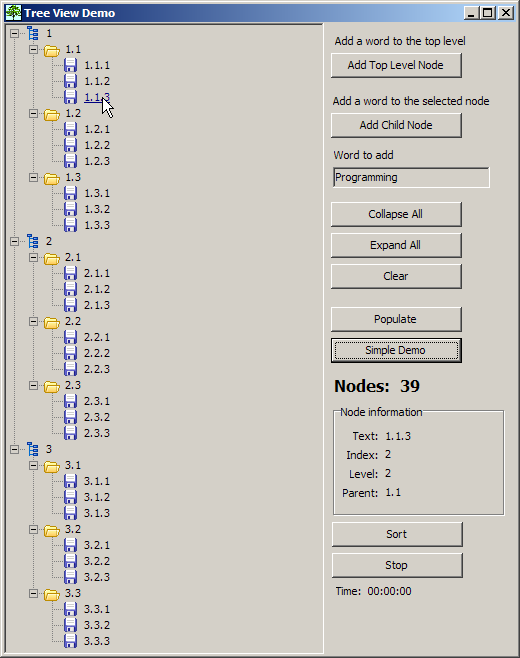 Tree View Demo
1
1.1
1.1.1
1.1.2
1.1.3
1.2
1.2.1
1.2.2
1.2.3
1.3
1.3.1
1.3.2
1.3.3
2
2.1
2.1.1
2.1.2
2.1.3
2.2
2.2.1
2.2.2
2.2.3
2.3
2.3.1
2.3.2
2.3.3
3
3.1
3.1.1
3.1.2
3.1.3
3.2
3.2.1
3.2.2
3.2.3
3.3
3.3.1
3.3.2
3.3.3
Add a word to the top level
Add Top Level Node
Add a word to the selected node
Add Child Node
Word to add
Programming
Collapse All
Expand All
Clear
Populate
Simple Demo
Nodes: 39
Node information
Text: 1.1.3
Index: 2
Level: 2
Parent: 1.1
Sort
Stop
Time: 00:00:00